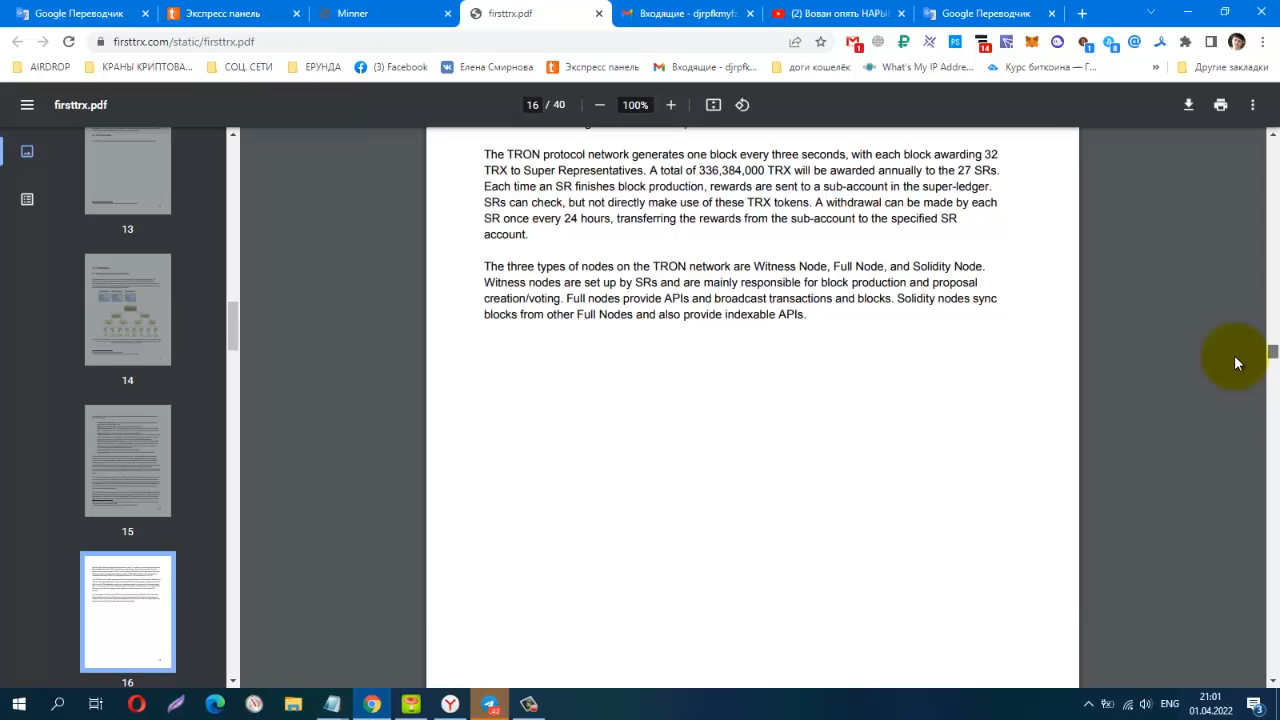 Google Переводчик
Экспресс панель
Minner
firsttrx.pdf
Входящие - djrpfkmyfz
(2) Вован опять НАРЫ
Google Переводчик
firsttrx.com/static/firsttrx.pdf
1
14
1
8
AIRDROP
КРАНЫ КРИПТОВА...
СОЦ. СЕТИ
ЕРУНДА
(3) Facebook
Елена Смирнова
Экспресс панель
Входящие - djrpfk...
доги кошелёк
What's My IP Addre...
Курс биткоина — Г...
»
Другие закладки
firsttrx.pdf
16 / 40
100%
13
14
15
16
The TRON protocol network generates one block every three seconds, with each block awarding 32
TRX to Super Representatives. A total of 336,384,000 TRX will be awarded annually to the 27 SRs.
Each time an SR finishes block production, rewards are sent to a sub-account in the super-ledger.
SRs can check, but not directly make use of these TRX tokens. A withdrawal can be made by each
SR once every 24 hours, transferring the rewards from the sub-account to the specified SR
account.
The three types of nodes on the TRON network are Witness Node, Full Node, and Solidity Node.
Witness nodes are set up by SRs and are mainly responsible for block production and proposal
creation/voting. Full nodes provide APIs and broadcast transactions and blocks. Solidity nodes sync
blocks from other Full Nodes and also provide indexable APIs.
ENG
21:01
01.04.2022
3